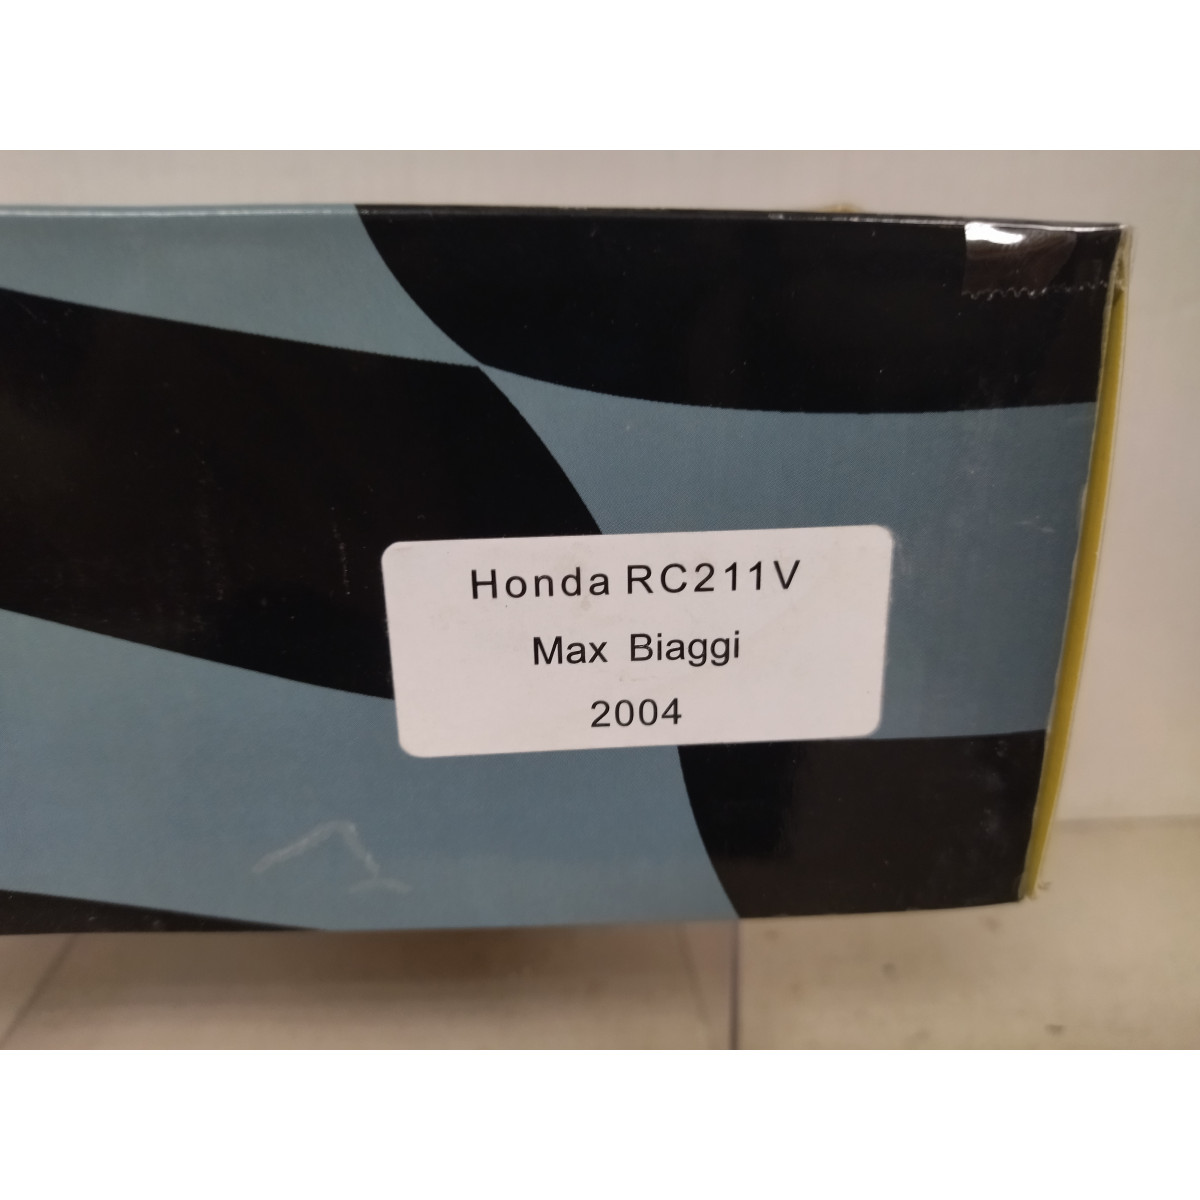 Honda RC211V
Max Biaggi
2004